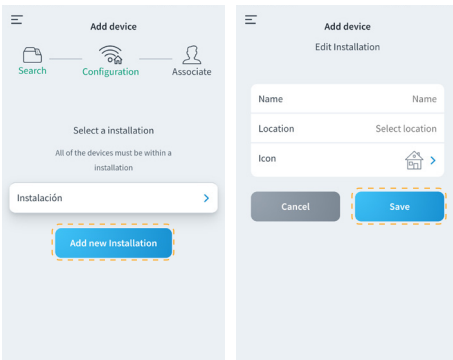 Add device
Search
Configuration
Associate
Select a installation
All of the devices must be within a
installation
Instalación
Add new Installation
Add device
Edit Installation
Name Name
Location Select location
Icon
Cancel
Save